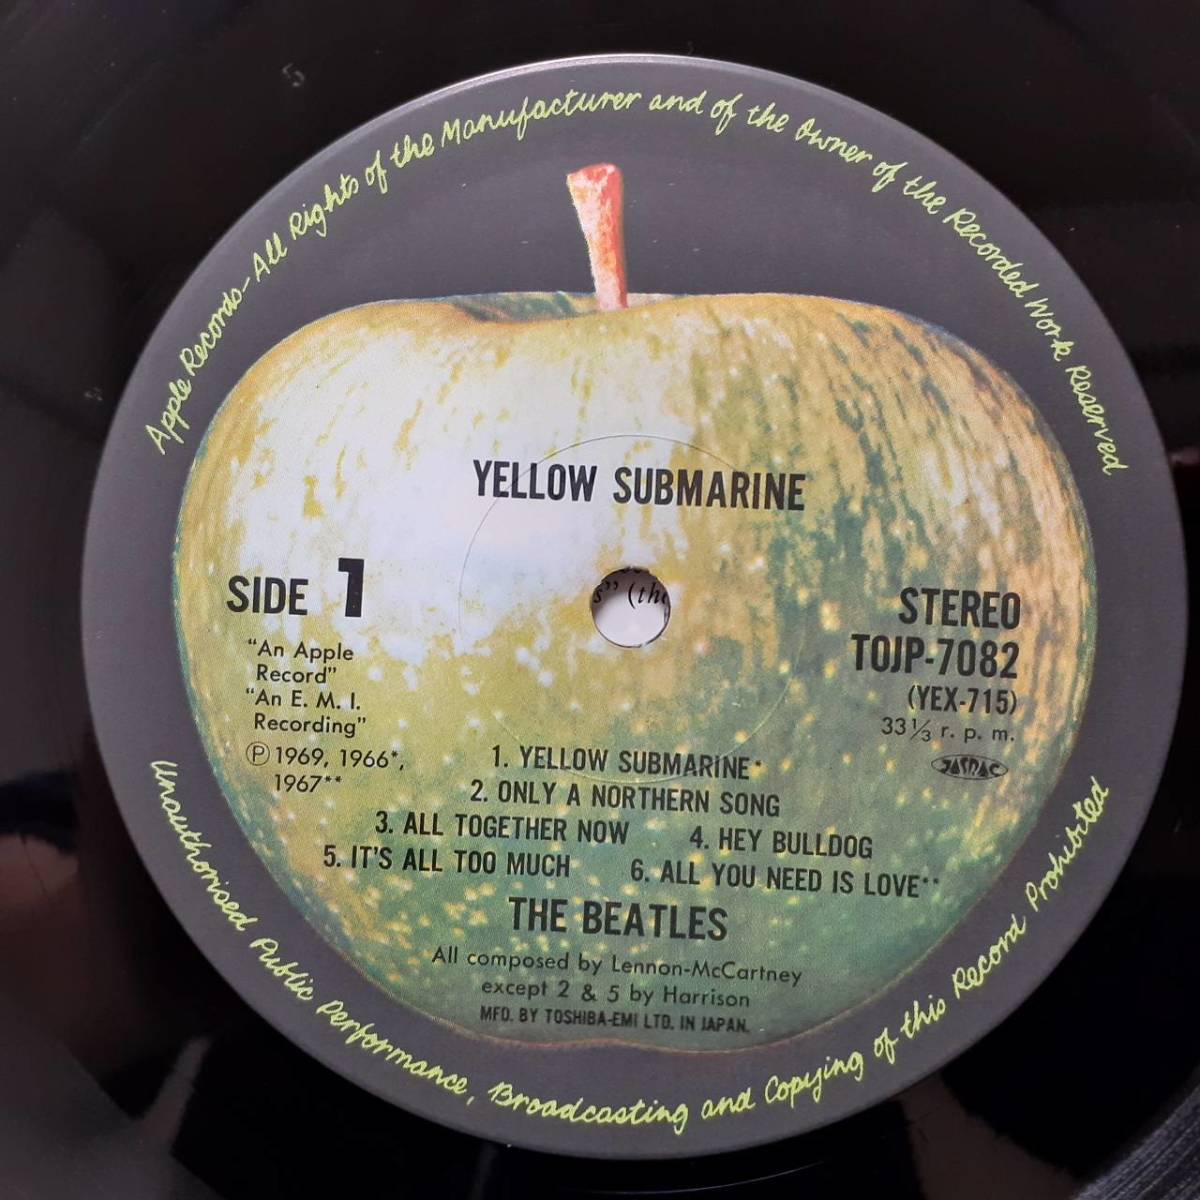 Apple Records—All Rights of the Manufacturer and of the Owner of the Recorded Work Reserved
YELLOW SUBMARINE
SIDE 1
"An Apple
Record"
"An E. M. I.
Recording"
Ⓟ 1969, 1966*,
1967**
s" (the
STEREO
TOJP-7082
(YEX-715)
33⅓ r. p. m.
JASRAC
1. YELLOW SUBMARINE*
2. ONLY A NORTHERN SONG
3. ALL TOGETHER NOW 4. HEY BULLDOG
5. IT'S ALL TOO MUCH 6. ALL YOU NEED IS LOVE**
THE BEATLES
All composed by Lennon-McCartney
except 2 & 5 by Harrison
MFD. BY TOSHIBA-EMI LTD. IN JAPAN.
Unauthorised Public Performance, Broadcasting and Copying of this Record Prohibited